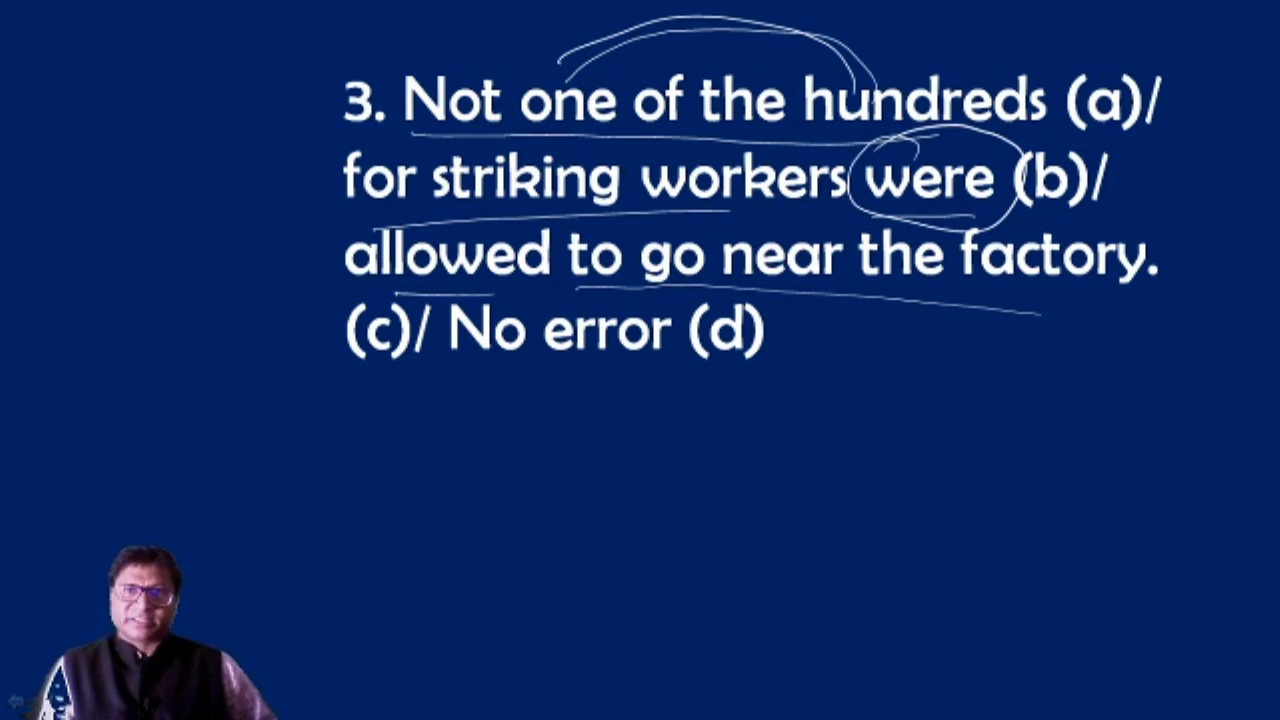 3. Not one of the hundreds (a)/
for striking workers were (b)/
allowed to go near the factory.
(c)/ No error (d)